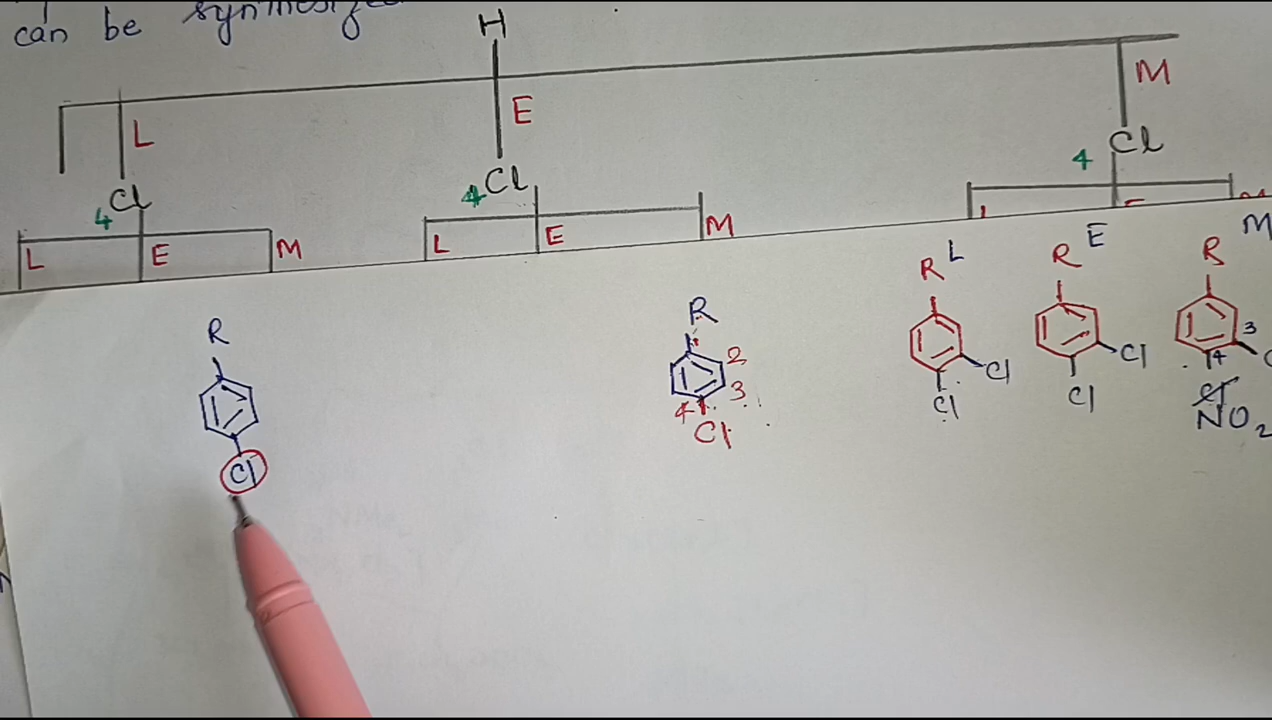 can be synthesized
H
L E M
Cl Cl Cl
4 4 4
L E M L E M
L E M
R R R R R
2
3
4
Cl
Cl
Cl Cl
Cl Cl
3
4
NO2